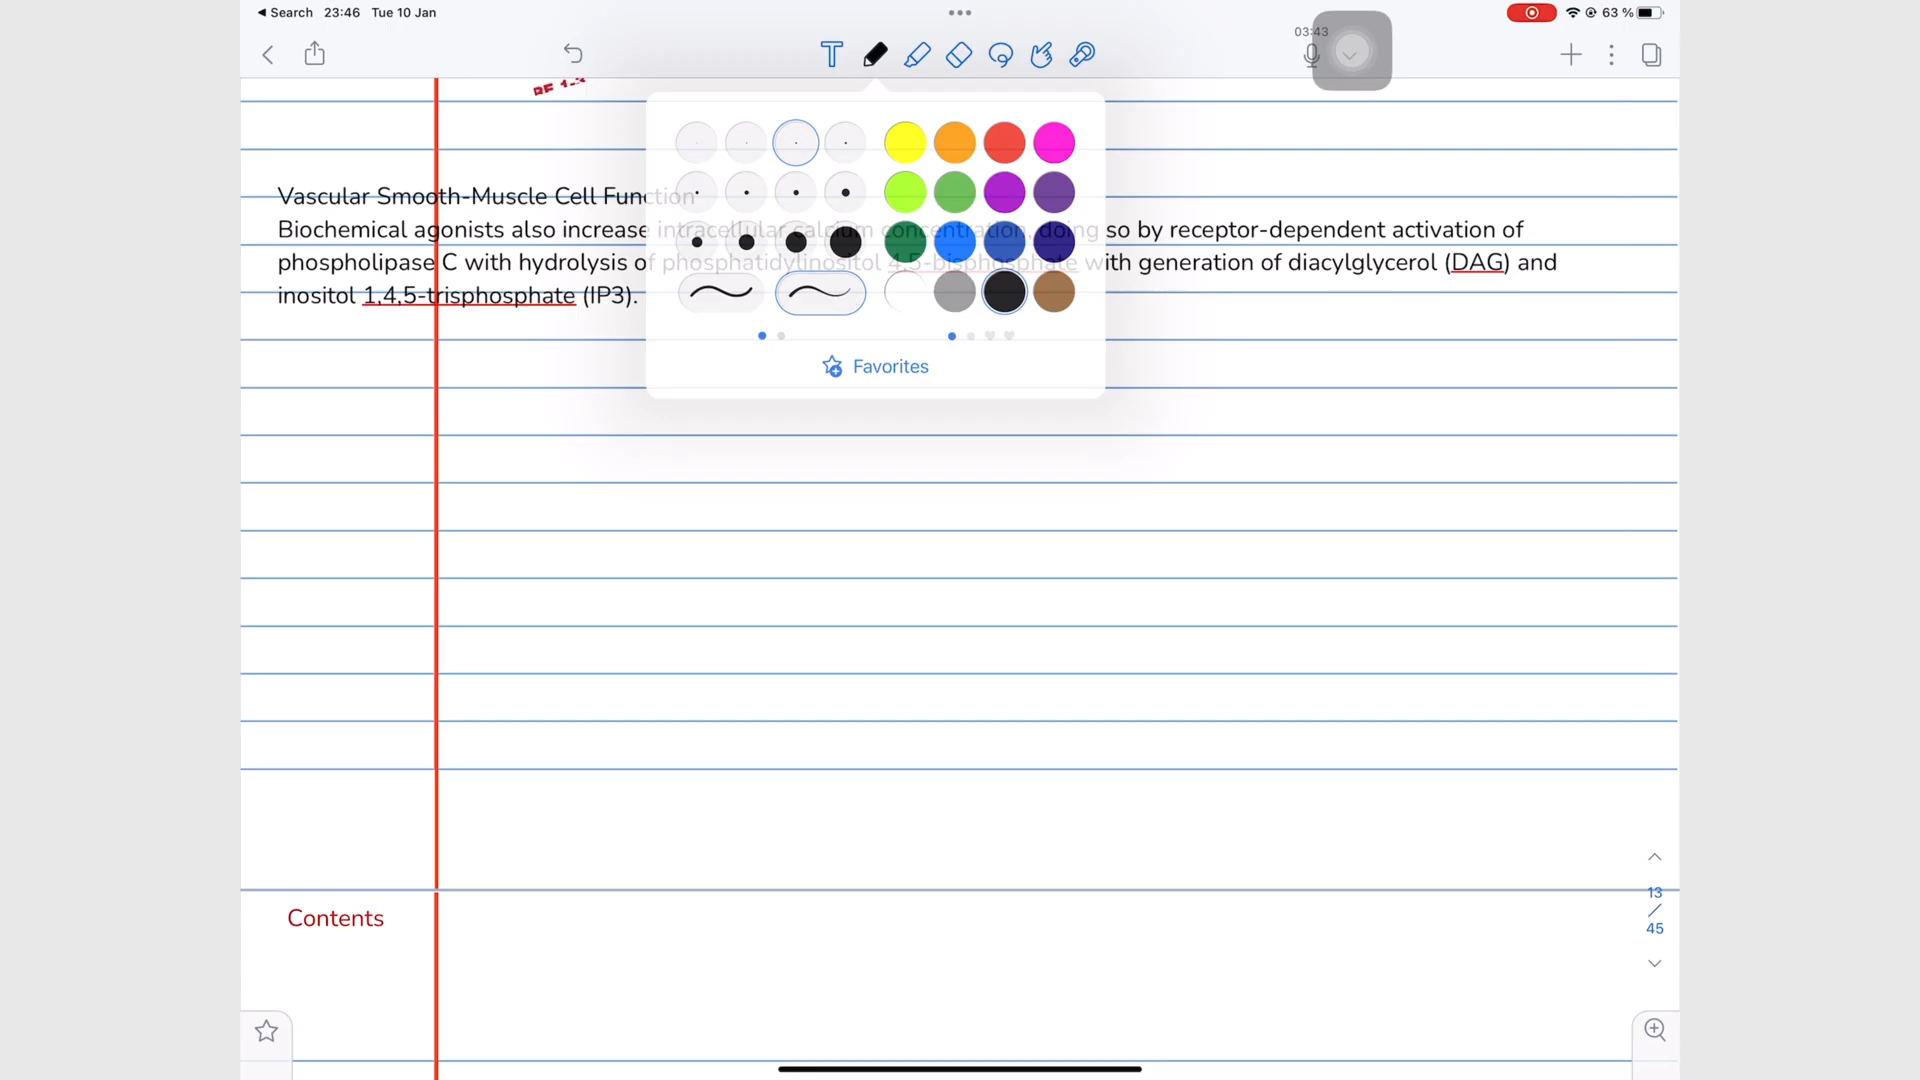 Search 23:46 Tue 10 Jan
63 %
03:43
Vascular Smooth-Muscle Cell Function
Biochemical agonists also increase intracellular calcium concentration, doing so by receptor-dependent activation of
phospholipase C with hydrolysis of phosphatidylinositol 4,5-bisphosphate with generation of diacylglycerol (DAG) and
inositol 1,4,5-trisphosphate (IP3).
Favorites
13
/
45
Contents